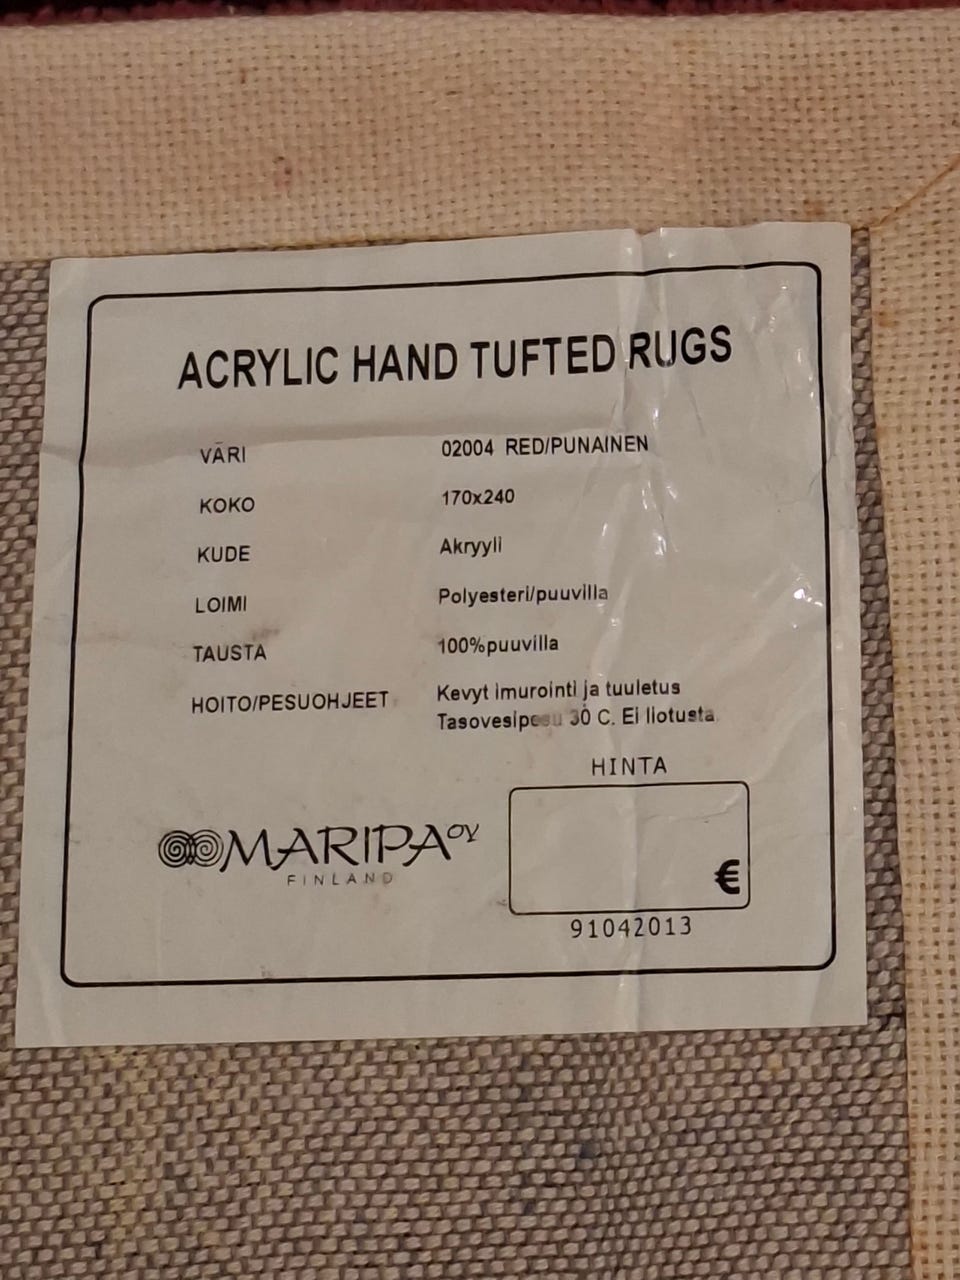 ACRYLIC HAND TUFTED RUGS
VÄRI 02004 RED/PUNAINEN
KOKO 170x240
KUDE Akryyli
LOIMI Polyesteri/puuvilla
TAUSTA 100%puuvilla
HOITO/PESUOHJEET Kevyt imurointi ja tuuletus
Tasovesipesu 30 C. Ei liotusta
HINTA
MARIPA OY
FINLAND
€
91042013